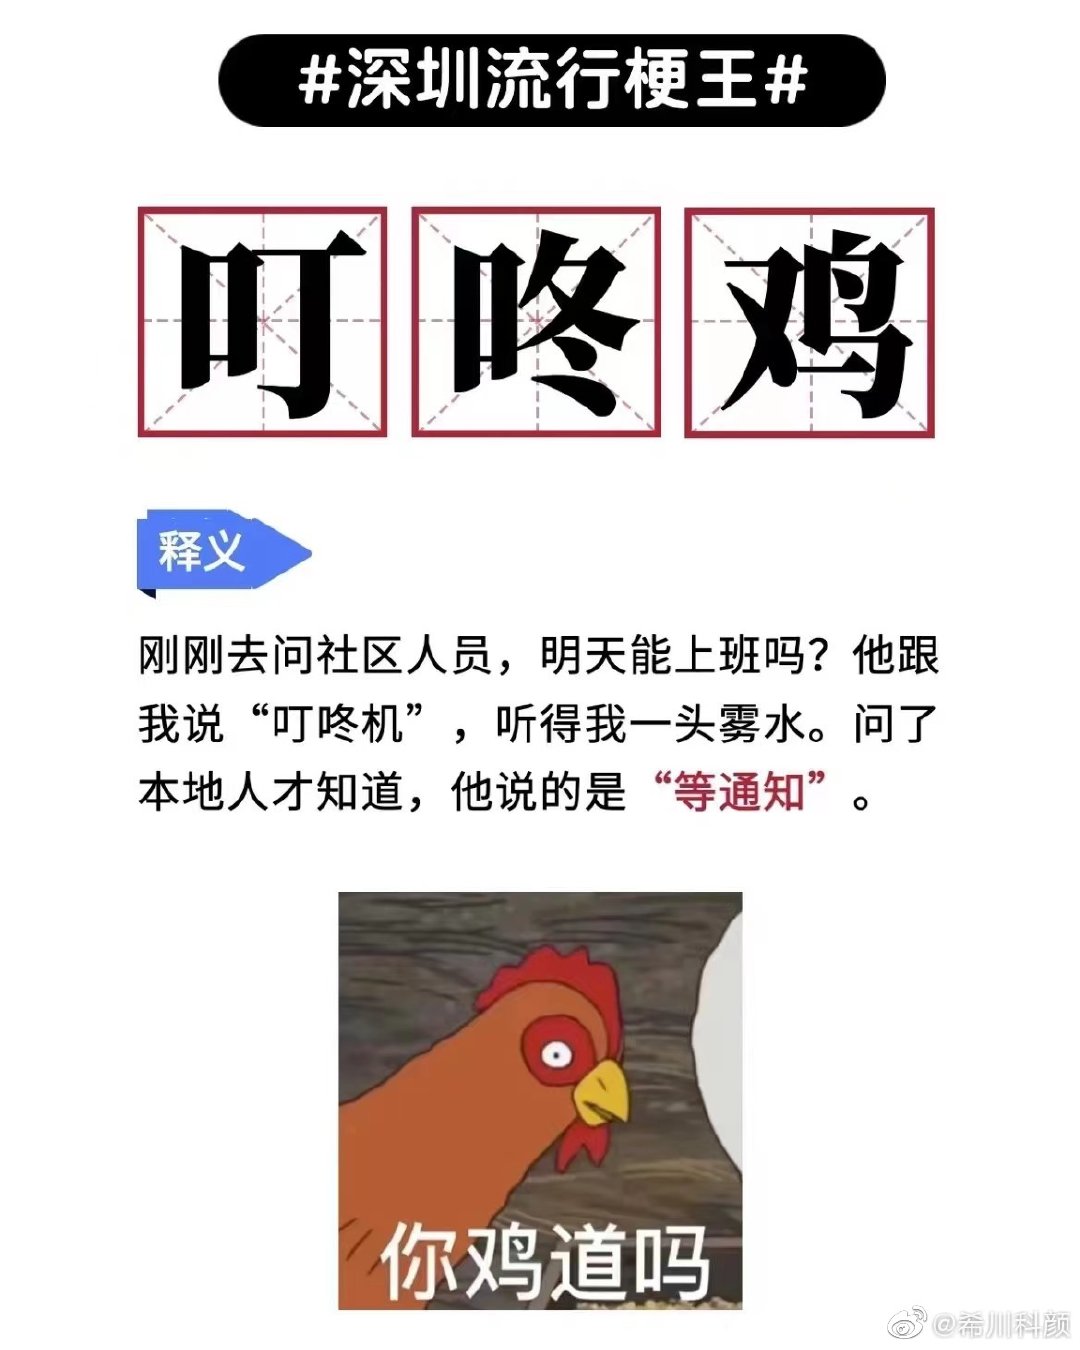 #深圳流行梗王#
叮咚鸡
释义
刚刚去问社区人员，明天能上班吗？他跟
我说“叮咚机”，听得我一头雾水。问了
本地人才知道，他说的是“等通知”。
你鸡道吗
@希川科颜